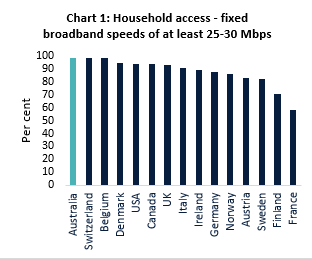 Chart 1: Household access - fixed
broadband speeds of at least 25-30 Mbps
Per cent
100
90
80
70
60
50
40
30
20
10
0
Australia
Switzerland
Belgium
Denmark
USA
Canada
UK
Italy
Ireland
Germany
Norway
Austria
Sweden
Finland
France